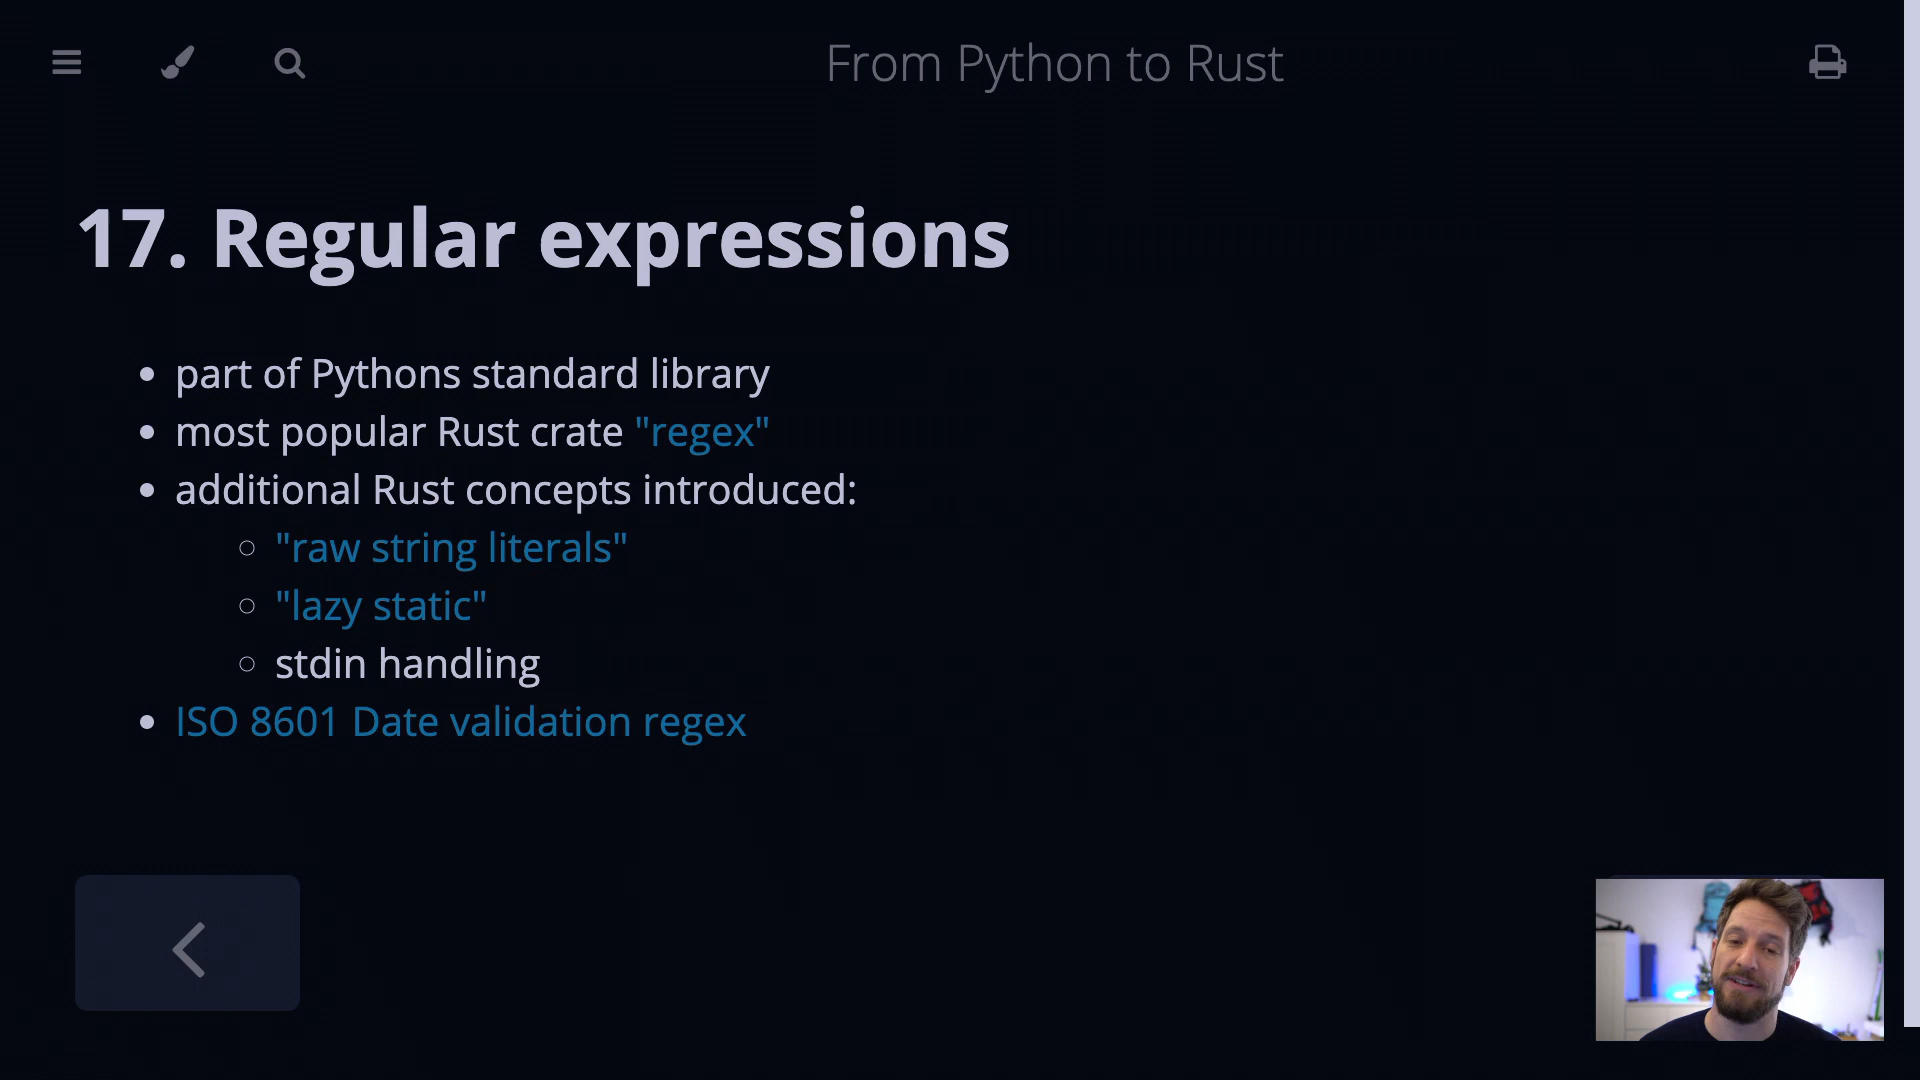 From Python to Rust
17. Regular expressions
part of Pythons standard library
most popular Rust crate "regex"
additional Rust concepts introduced:
"raw string literals"
"lazy static"
stdin handling
ISO 8601 Date validation regex